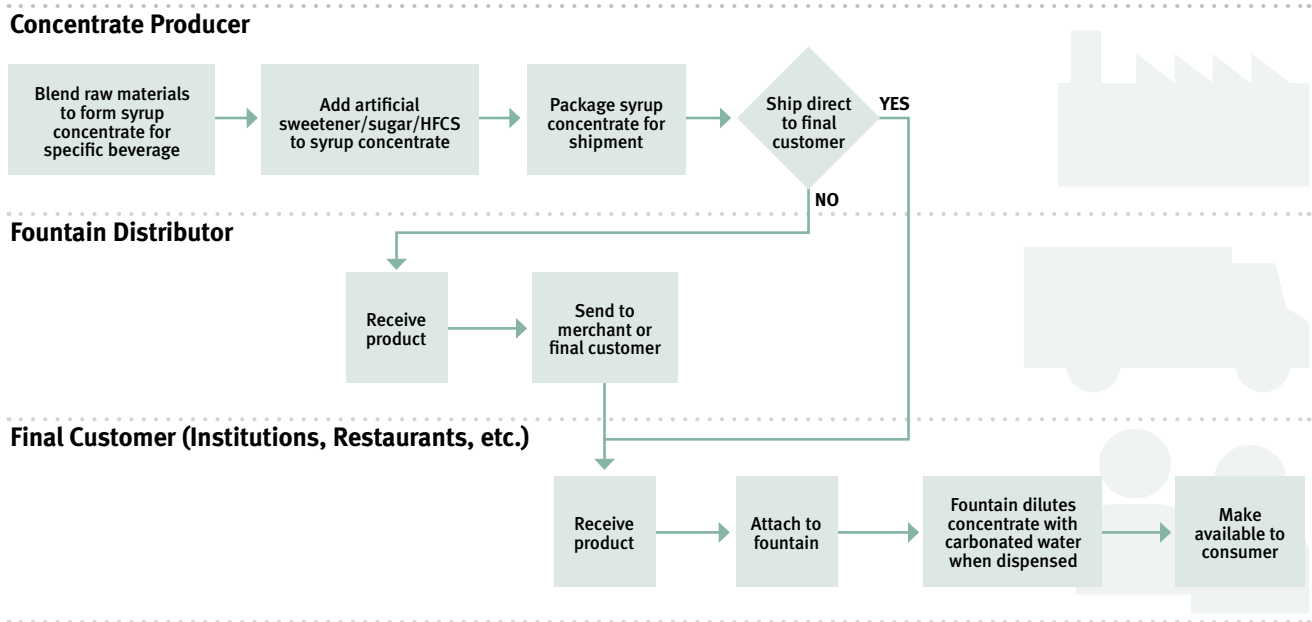 Concentrate Producer
Blend raw materials
to form syrup
concentrate for
specific beverage
Add artificial
sweetener/sugar/HFCS
to syrup concentrate
Package syrup
concentrate for
shipment
Ship direct
to final
customer
YES
NO
Fountain Distributor
Receive
product
Send to
merchant or
final customer
Final Customer (Institutions, Restaurants, etc.)
Receive
product
Attach to
fountain
Fountain dilutes
concentrate with
carbonated water
when dispensed
Make
available to
consumer